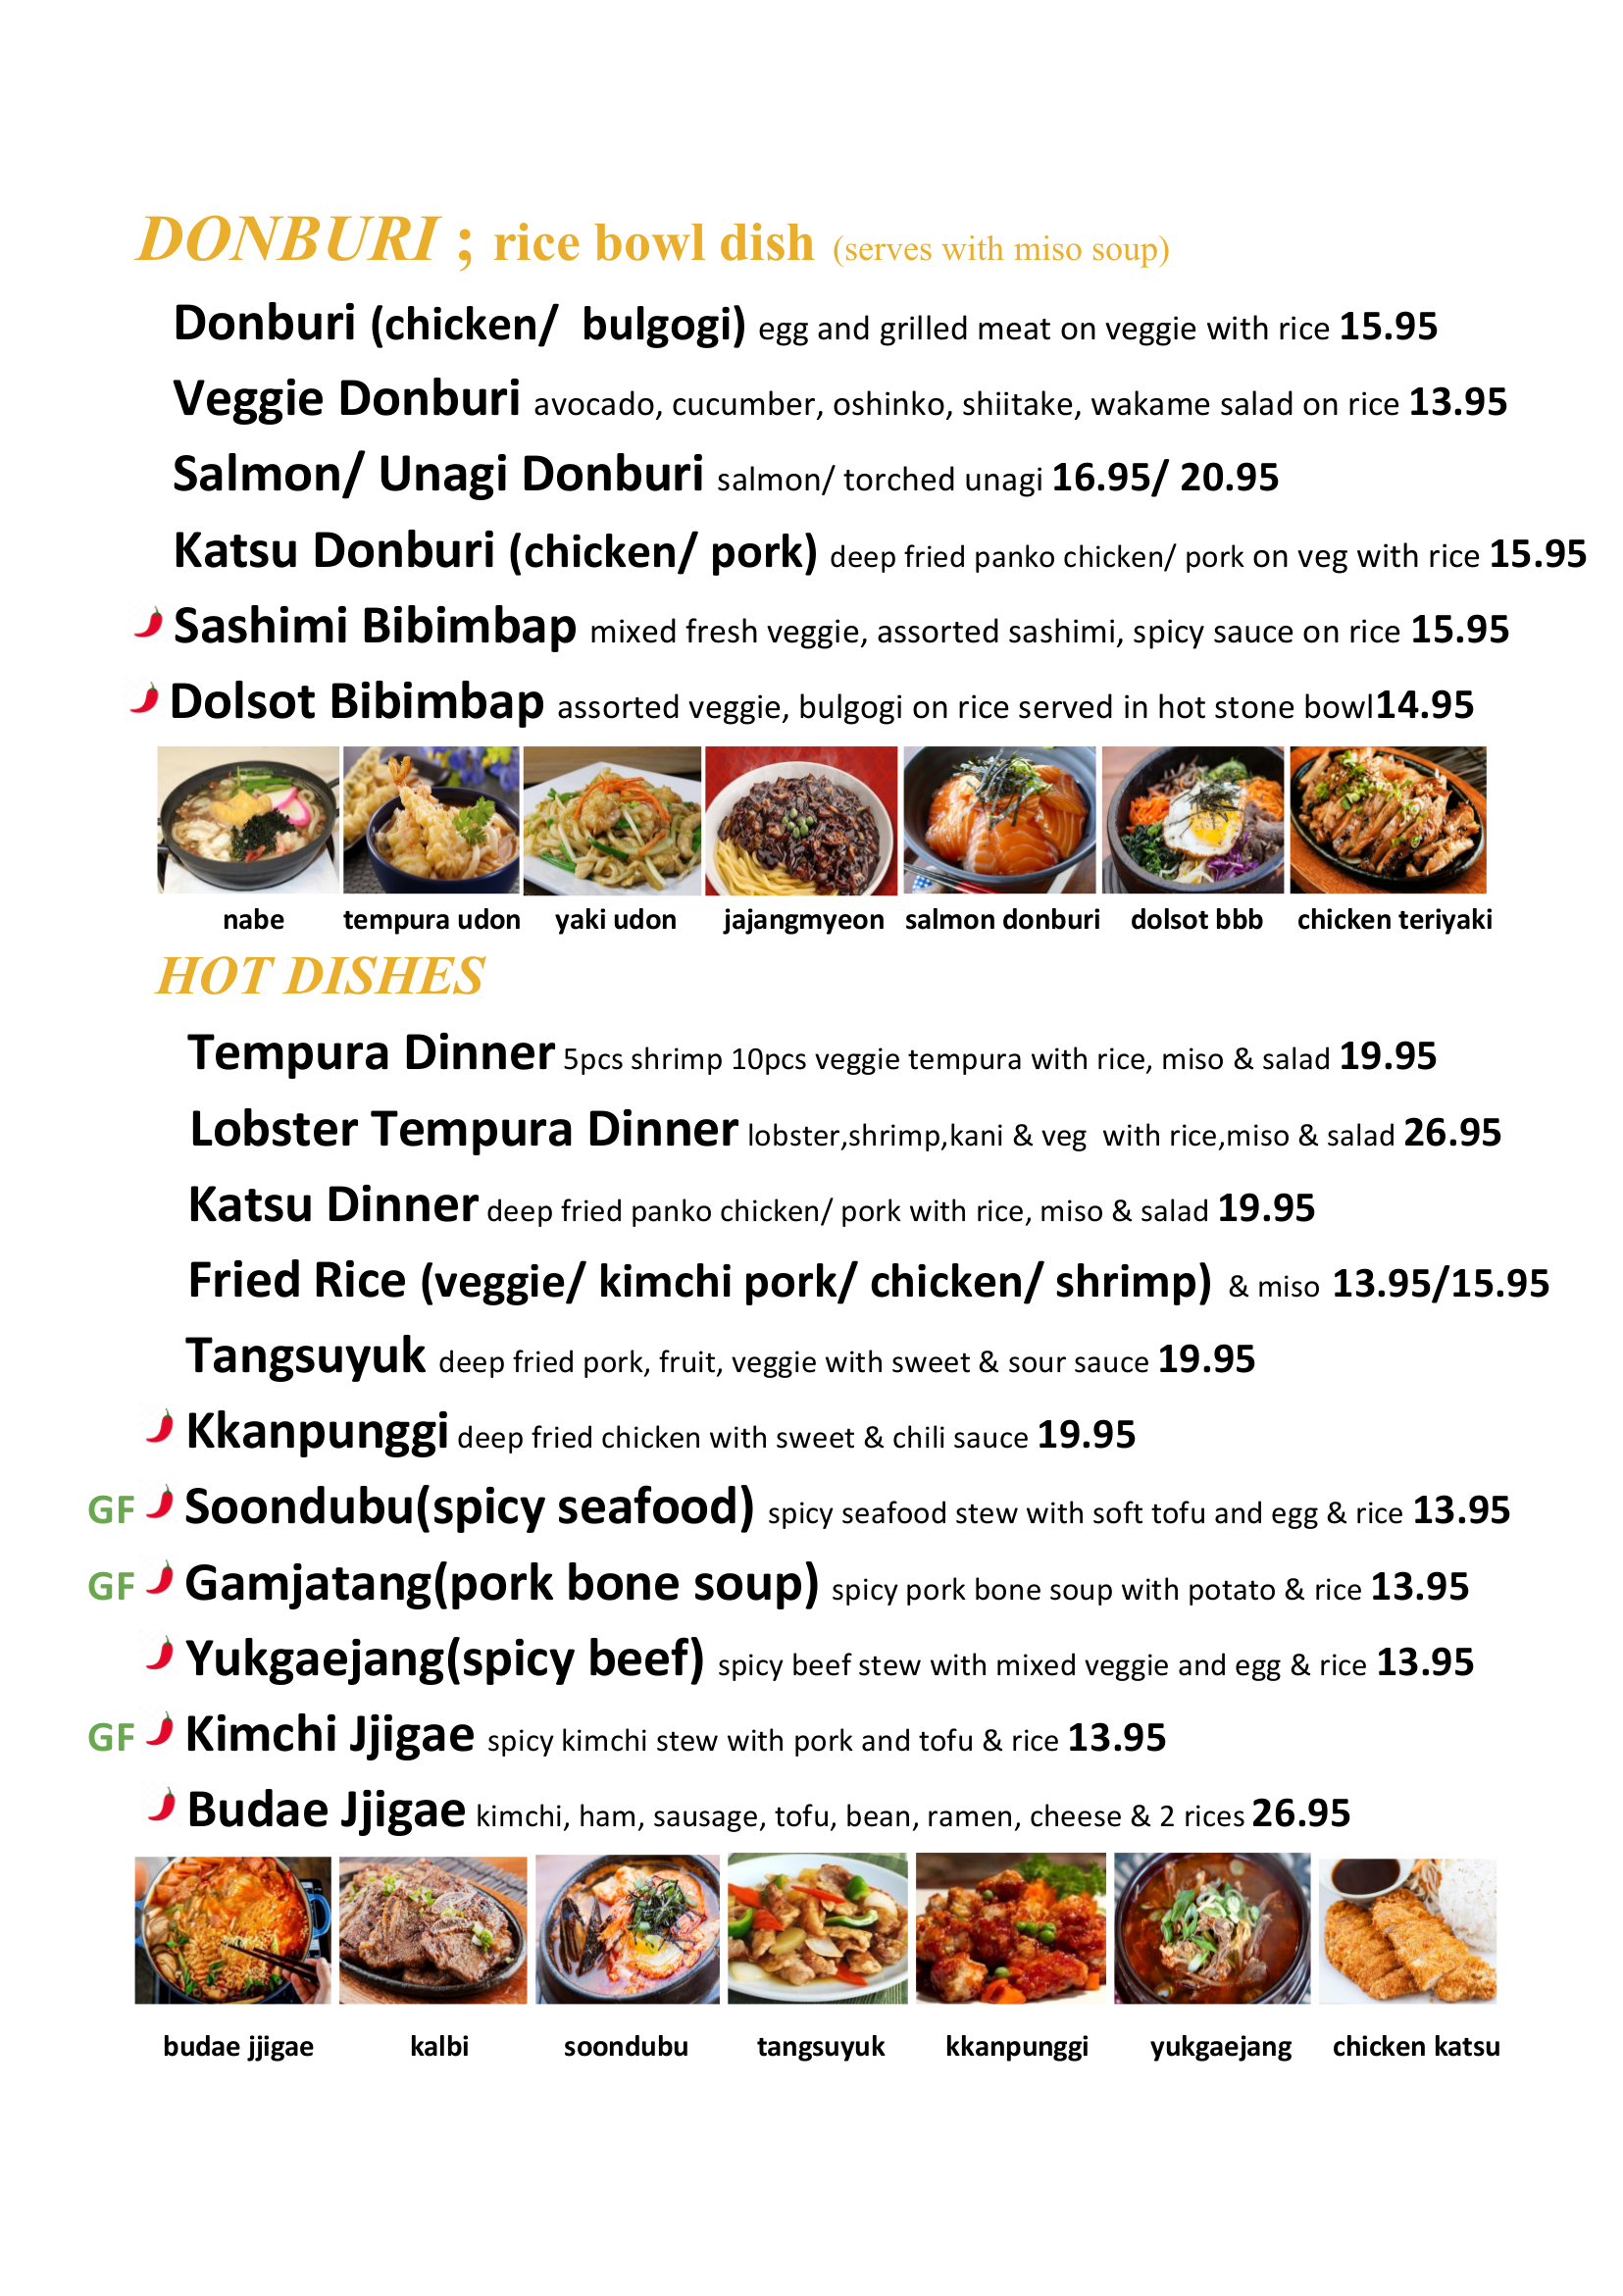 DONBURI ; rice bowl dish (serves with miso soup)
Donburi (chicken/ bulgogi) egg and grilled meat on veggie with rice 15.95
Veggie Donburi avocado, cucumber, oshinko, shiitake, wakame salad on rice 13.95
Salmon/ Unagi Donburi salmon/ torched unagi 16.95/ 20.95
Katsu Donburi (chicken/ pork) deep fried panko chicken/ pork on veg with rice 15.95
Sashimi Bibimbap mixed fresh veggie, assorted sashimi, spicy sauce on rice 15.95
Dolsot Bibimbap assorted veggie, bulgogi on rice served in hot stone bowl14.95
nabe tempura udon yaki udon jajangmyeon salmon donburi dolsot bbb chicken teriyaki
HOT DISHES
Tempura Dinner 5pcs shrimp 10pcs veggie tempura with rice, miso & salad 19.95
Lobster Tempura Dinner lobster,shrimp,kani & veg with rice,miso & salad 26.95
Katsu Dinner deep fried panko chicken/ pork with rice, miso & salad 19.95
Fried Rice (veggie/ kimchi pork/ chicken/ shrimp) & miso 13.95/15.95
Tangsuyuk deep fried pork, fruit, veggie with sweet & sour sauce 19.95
Kkanpunggi deep fried chicken with sweet & chili sauce 19.95
GF Soondubu(spicy seafood) spicy seafood stew with soft tofu and egg & rice 13.95
GF Gamjatang(pork bone soup) spicy pork bone soup with potato & rice 13.95
Yukgaejang(spicy beef) spicy beef stew with mixed veggie and egg & rice 13.95
GF Kimchi Jjigae spicy kimchi stew with pork and tofu & rice 13.95
Budae Jjigae kimchi, ham, sausage, tofu, bean, ramen, cheese & 2 rices 26.95
budae jjigae kalbi soondubu tangsuyuk kkanpunggi yukgaejang chicken katsu